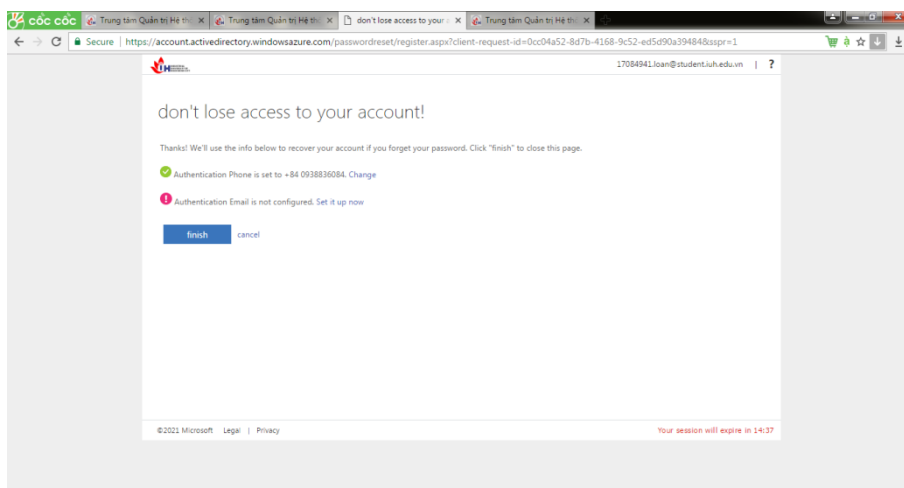 cốc cốc
Trung tâm Quản trị Hệ thố
Trung tâm Quản trị Hệ thố
don't lose access to your a
Trung tâm Quản trị Hệ thố
Secure | https://account.activedirectory.windowsazure.com/passwordreset/register.aspx?client-request-id=0cc04a52-8d7b-4168-9c52-ed5d90a39484&sspr=1
17084941.loan@student.iuh.edu.vn | ?
don't lose access to your account!
Thanks! We'll use the info below to recover your account if you forget your password. Click "finish" to close this page.
Authentication Phone is set to +84 0938836084. Change
Authentication Email is not configured. Set it up now
finish cancel
©2021 Microsoft Legal | Privacy
Your session will expire in 14:37